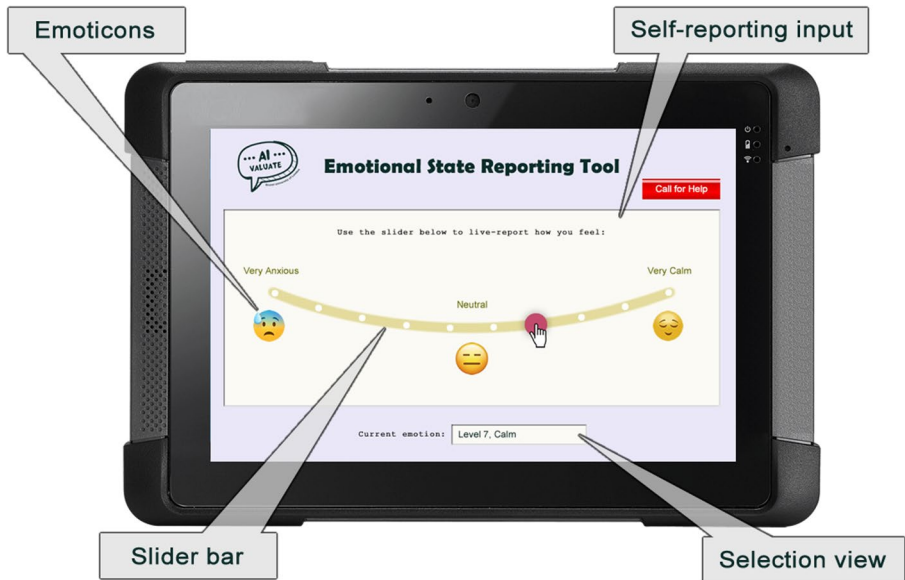 Emoticons
Self-reporting input
AI
VALUATE
Emotional State Reporting Tool
Call for Help
Use the slider below to live-report how you feel:
Very Anxious
Very Calm
Neutral
Current emotion: Level 7, Calm
Slider bar
Selection view